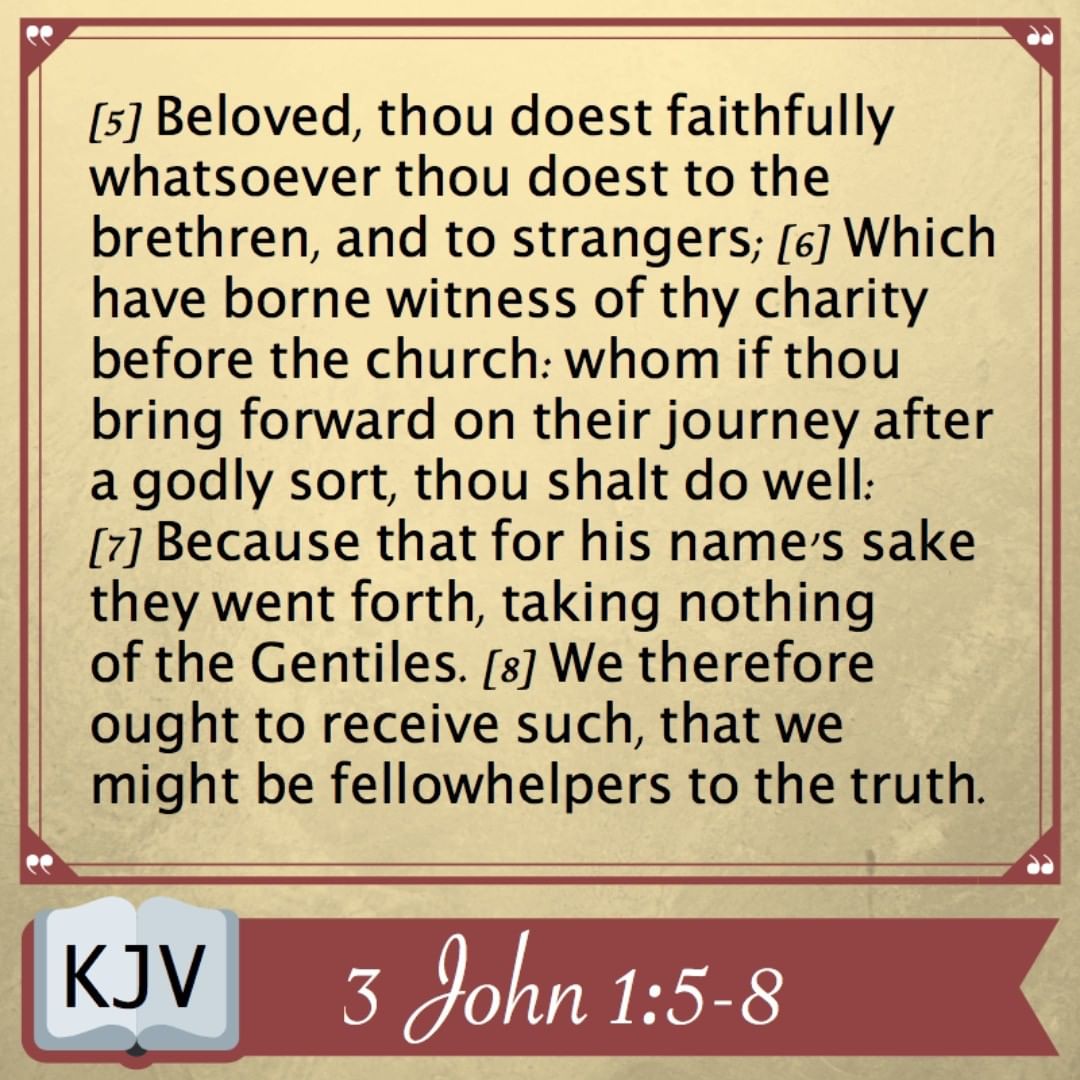 [5] Beloved, thou doest faithfully
whatsoever thou doest to the
brethren, and to strangers; [6] Which
have borne witness of thy charity
before the church: whom if thou
bring forward on their journey after
a godly sort, thou shalt do well:
[7] Because that for his name's sake
they went forth, taking nothing
of the Gentiles. [8] We therefore
ought to receive such, that we
might be fellowhelpers to the truth.
KJV
3 John 1:5-8